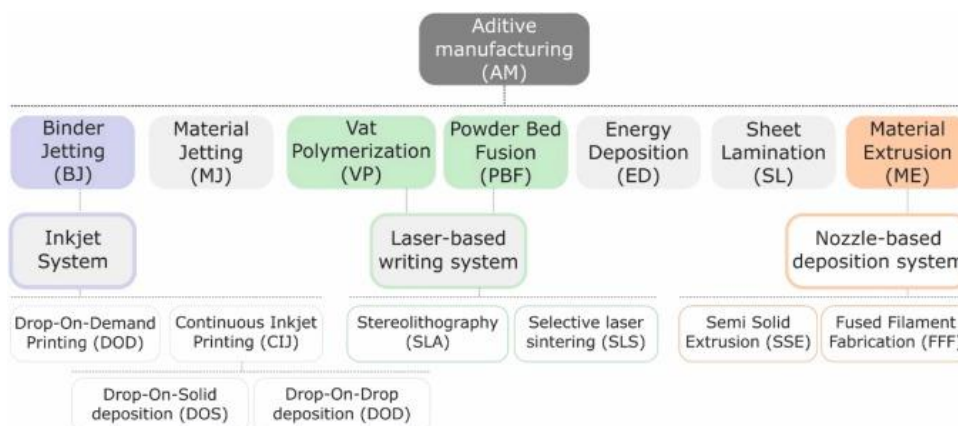 Aditive
manufacturing
(AM)
Binder
Jetting
(BJ)
Material
Jetting
(MJ)
Vat
Polymerization
(VP)
Powder Bed
Fusion
(PBF)
Energy
Deposition
(ED)
Sheet
Lamination
(SL)
Material
Extrusion
(ME)
Inkjet
System
Laser-based
writing system
Nozzle-based
deposition system
Drop-On-Demand
Printing (DOD)
Continuous Inkjet
Printing (CIJ)
Stereolithography
(SLA)
Selective laser
sintering (SLS)
Semi Solid
Extrusion (SSE)
Fused Filament
Fabrication (FFF)
Drop-On-Solid
deposition (DOS)
Drop-On-Drop
deposition (DOD)